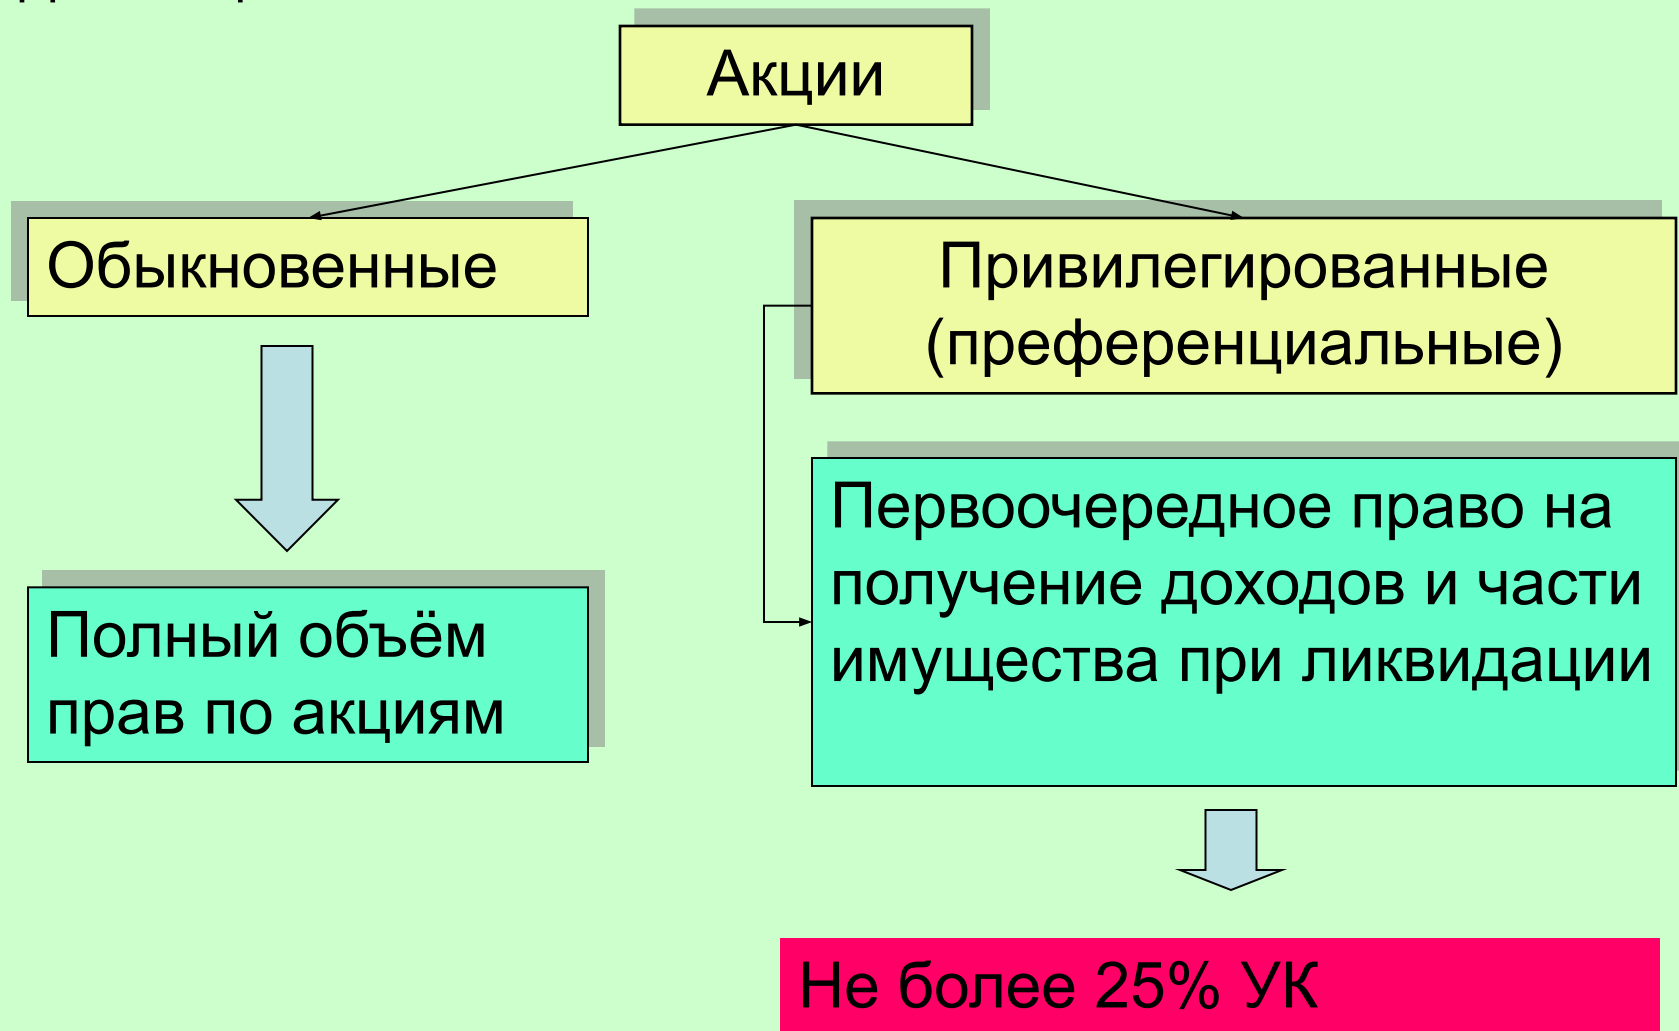 Акции
Обыкновенные
Привилегированные
(преференциальные)
Первоочередное право на
получение доходов и части
имущества при ликвидации
Полный объём
прав по акциям
Не более 25% УК